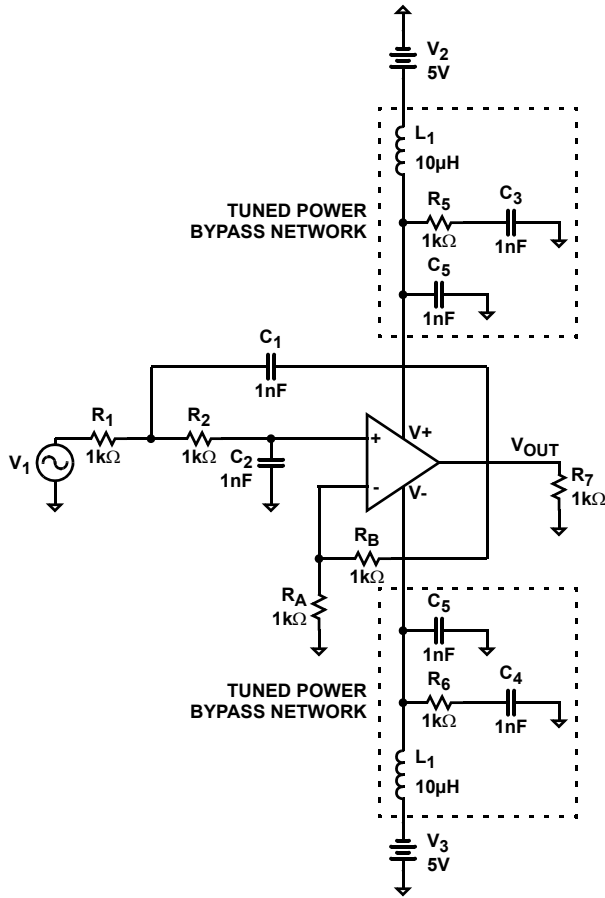 V2
5V
L1
10μH
TUNED POWER
BYPASS NETWORK
R5
1kΩ
C3
1nF
C5
1nF
C1
1nF
R1
1kΩ
R2
1kΩ
C2
1nF
V1
+
-
V+
V-
VOUT
R7
1kΩ
RB
1kΩ
RA
1kΩ
C5
1nF
TUNED POWER
BYPASS NETWORK
R6
1kΩ
C4
1nF
L1
10μH
V3
5V